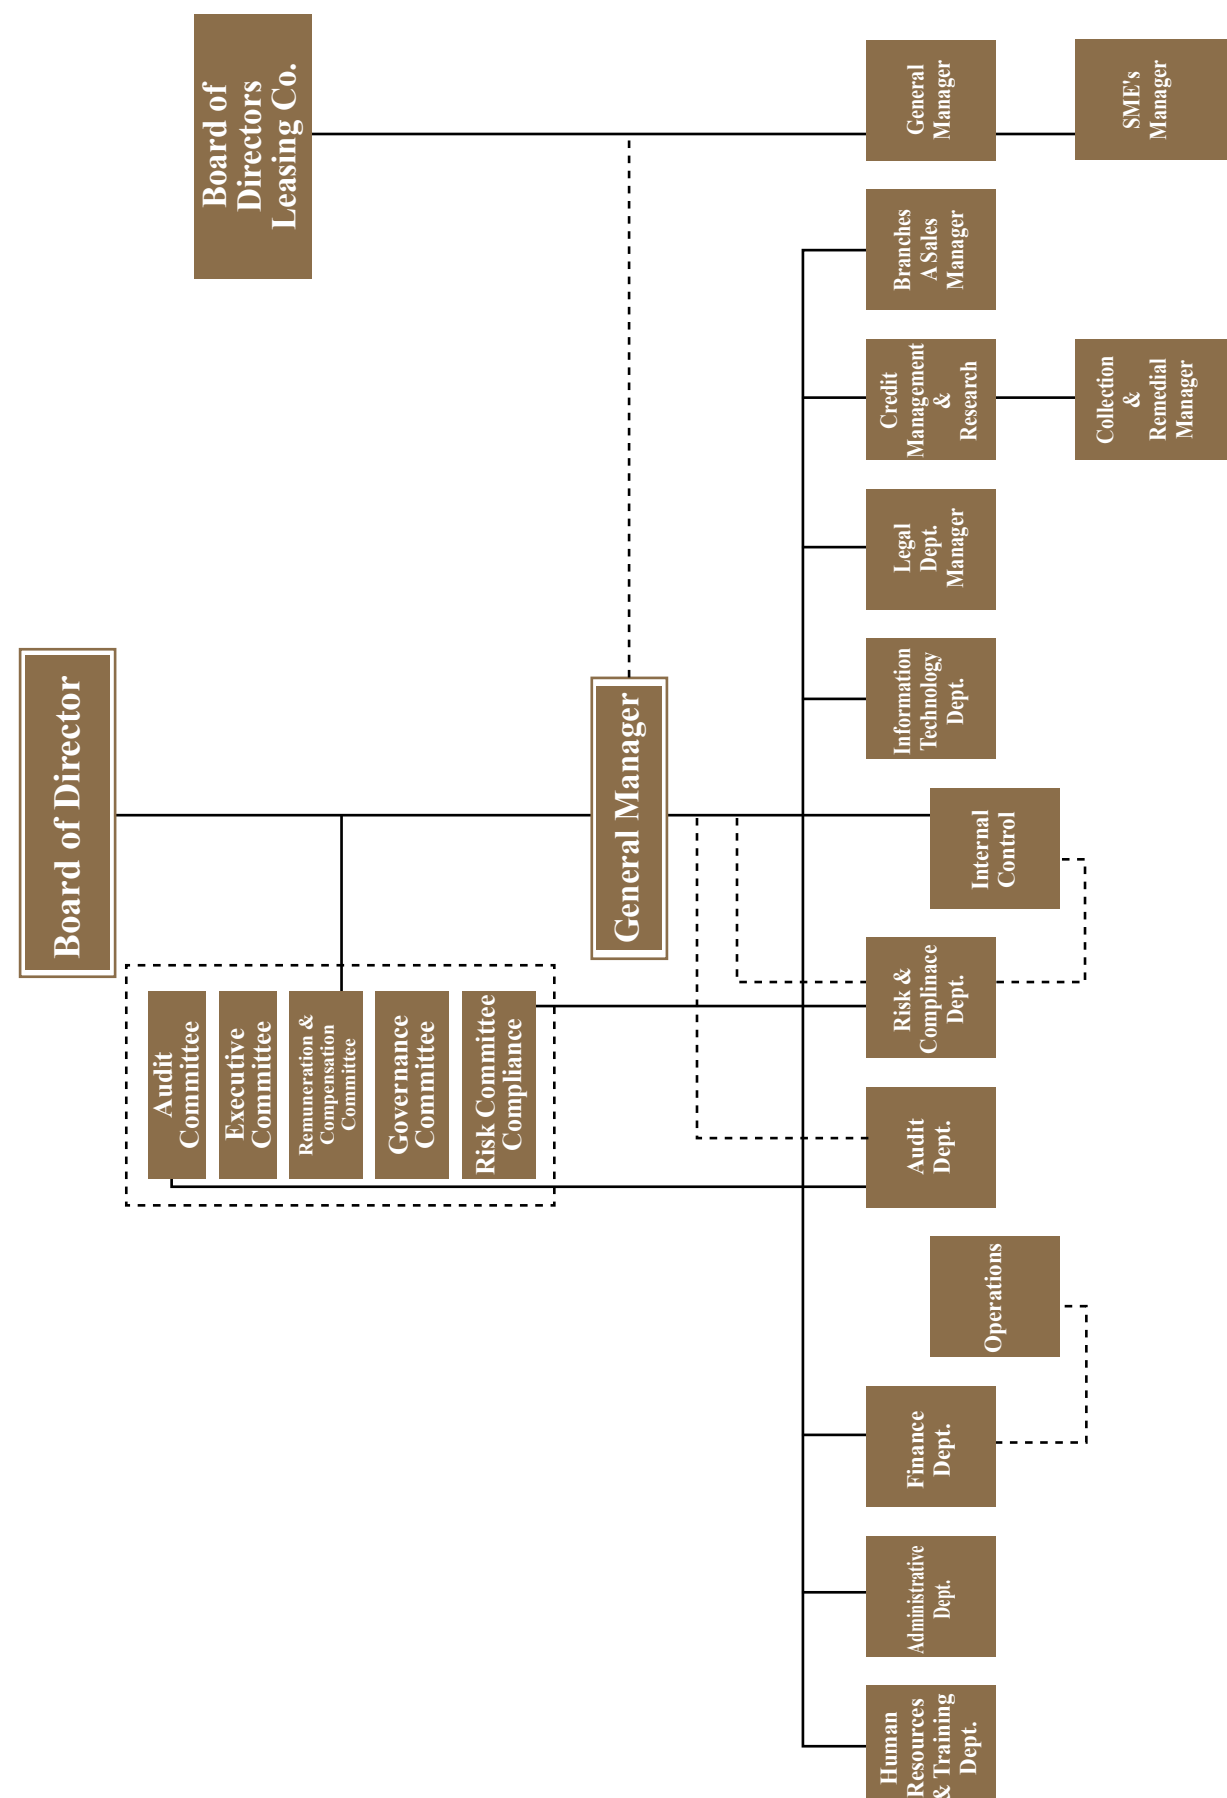 Board of Director
Audit
Committee
Executive
Committee
Remuneration &
Compensation
Committee
Governance
Committee
Risk Committee
Compliance
Board of
Directors
Leasing Co.
General Manager
Human
Resources
& Training
Dept.
Administrative
Dept.
Finance
Dept.
Operations
Audit
Dept.
Risk &
Complinace
Dept.
Internal
Control
Information
Technology
Dept.
Legal
Dept.
Manager
Credit
Management
&
Research
Branches
A Sales
Manager
General
Manager
Collection
&
Remedial
Manager
SME's
Manager